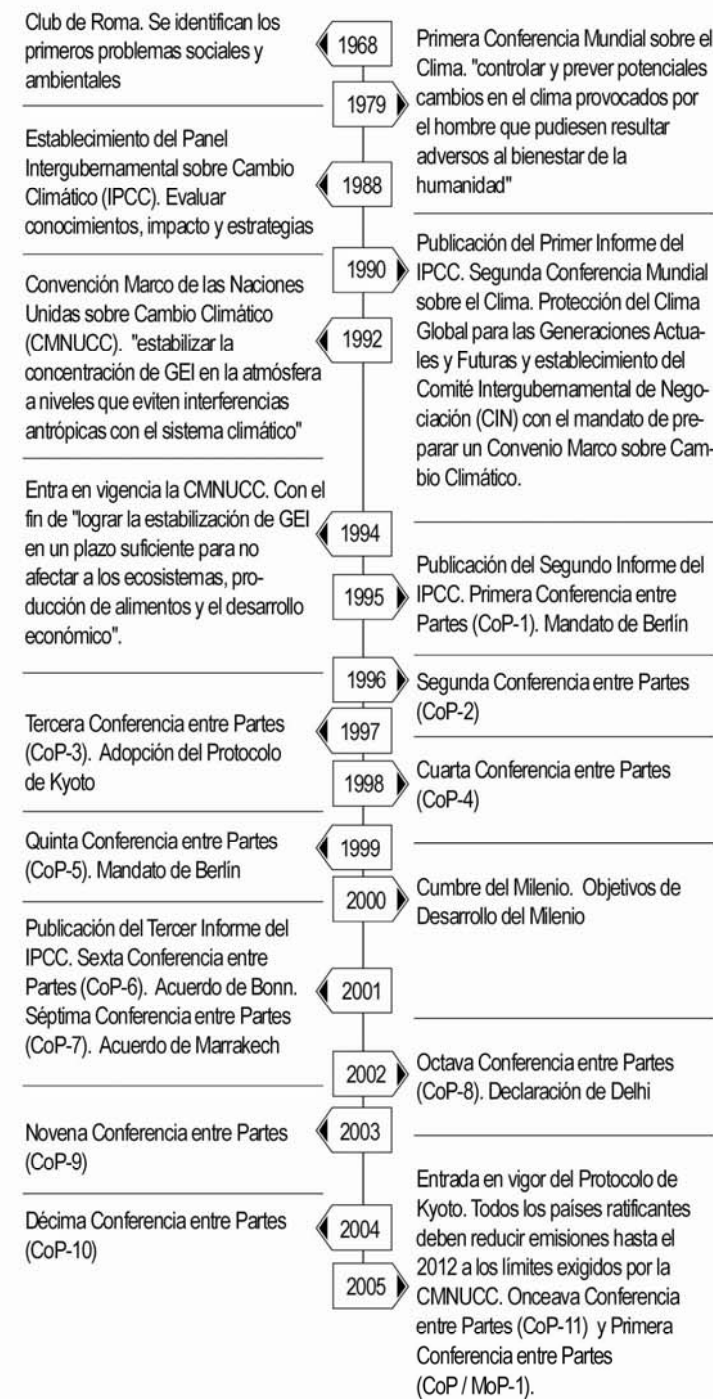 Club de Roma. Se identifican los
primeros problemas sociales y
ambientales
1968
1979
Primera Conferencia Mundial sobre el
Clima. "controlar y prever potenciales
cambios en el clima provocados por
el hombre que pudiesen resultar
adversos al bienestar de la
humanidad"
Establecimiento del Panel
Intergubernamental sobre Cambio
Climático (IPCC). Evaluar
conocimientos, impacto y estrategias
1988
1990
Publicación del Primer Informe del
IPCC. Segunda Conferencia Mundial
sobre el Clima. Protección del Clima
Global para las Generaciones Actua-
les y Futuras y establecimiento del
Comité Intergubernamental de Nego-
ciación (CIN) con el mandato de pre-
parar un Convenio Marco sobre Cam-
bio Climático.
Convención Marco de las Naciones
Unidas sobre Cambio Climático
(CMNUCC). "estabilizar la
concentración de GEI en la atmósfera
a niveles que eviten interferencias
antrópicas con el sistema climático"
1992
Entra en vigencia la CMNUCC. Con el
fin de "lograr la estabilización de GEI
en un plazo suficiente para no
afectar a los ecosistemas, pro-
ducción de alimentos y el desarrollo
económico".
1994
1995
Publicación del Segundo Informe del
IPCC. Primera Conferencia entre
Partes (CoP-1). Mandato de Berlín
1996
Segunda Conferencia entre Partes
(CoP-2)
Tercera Conferencia entre Partes
(CoP-3). Adopción del Protocolo
de Kyoto
1997
1998
Cuarta Conferencia entre Partes
(CoP-4)
Quinta Conferencia entre Partes
(CoP-5). Mandato de Berlín
1999
2000
Cumbre del Milenio. Objetivos de
Desarrollo del Milenio
Publicación del Tercer Informe del
IPCC. Sexta Conferencia entre
Partes (CoP-6). Acuerdo de Bonn.
Séptima Conferencia entre Partes
(CoP-7). Acuerdo de Marrakech
2001
2002
Octava Conferencia entre Partes
(CoP-8). Declaración de Delhi
Novena Conferencia entre Partes
(CoP-9)
2003
Décima Conferencia entre Partes
(CoP-10)
2004
2005
Entrada en vigor del Protocolo de
Kyoto. Todos los países ratificantes
deben reducir emisiones hasta el
2012 a los límites exigidos por la
CMNUCC. Onceava Conferencia
entre Partes (CoP-11) y Primera
Conferencia entre Partes
(CoP / MoP-1).